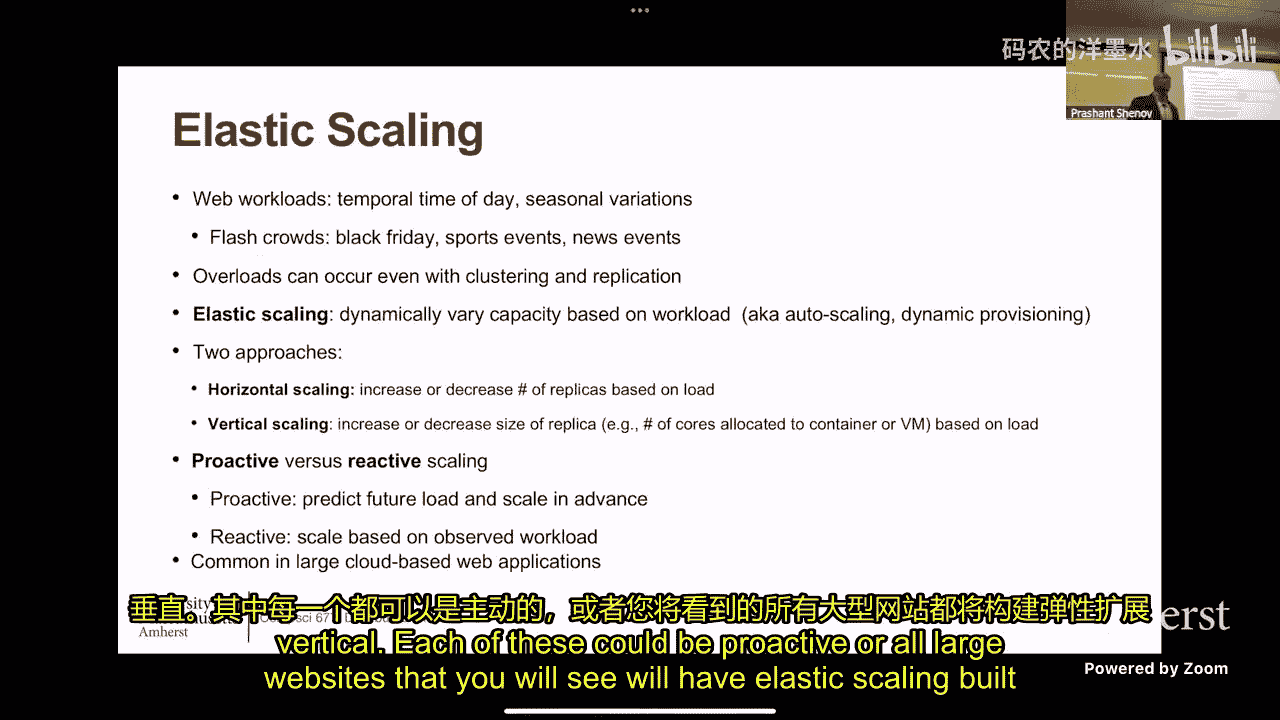 码农的洋墨水 bilibili
Prashant Shenoy
Elastic Scaling
• Web workloads: temporal time of day, seasonal variations
• Flash crowds: black friday, sports events, news events
• Overloads can occur even with clustering and replication
• Elastic scaling: dynamically vary capacity based on workload (aka auto-scaling, dynamic provisioning)
• Two approaches:
• Horizontal scaling: increase or decrease # of replicas based on load
• Vertical scaling: increase or decrease size of replica (e.g., # of cores allocated to container or VM) based on load
• Proactive versus reactive scaling
• Proactive: predict future load and scale in advance
• Reactive: scale based on observed workload
• Common in large cloud-based web applications
垂直。其中每一个都可以是主动的，或者您将看到的所有大型网站都将构建弹性扩展
Amherst
vertical. Each of these could be proactive or all large
websites that you will see will have elastic scaling built
Powered by Zoom